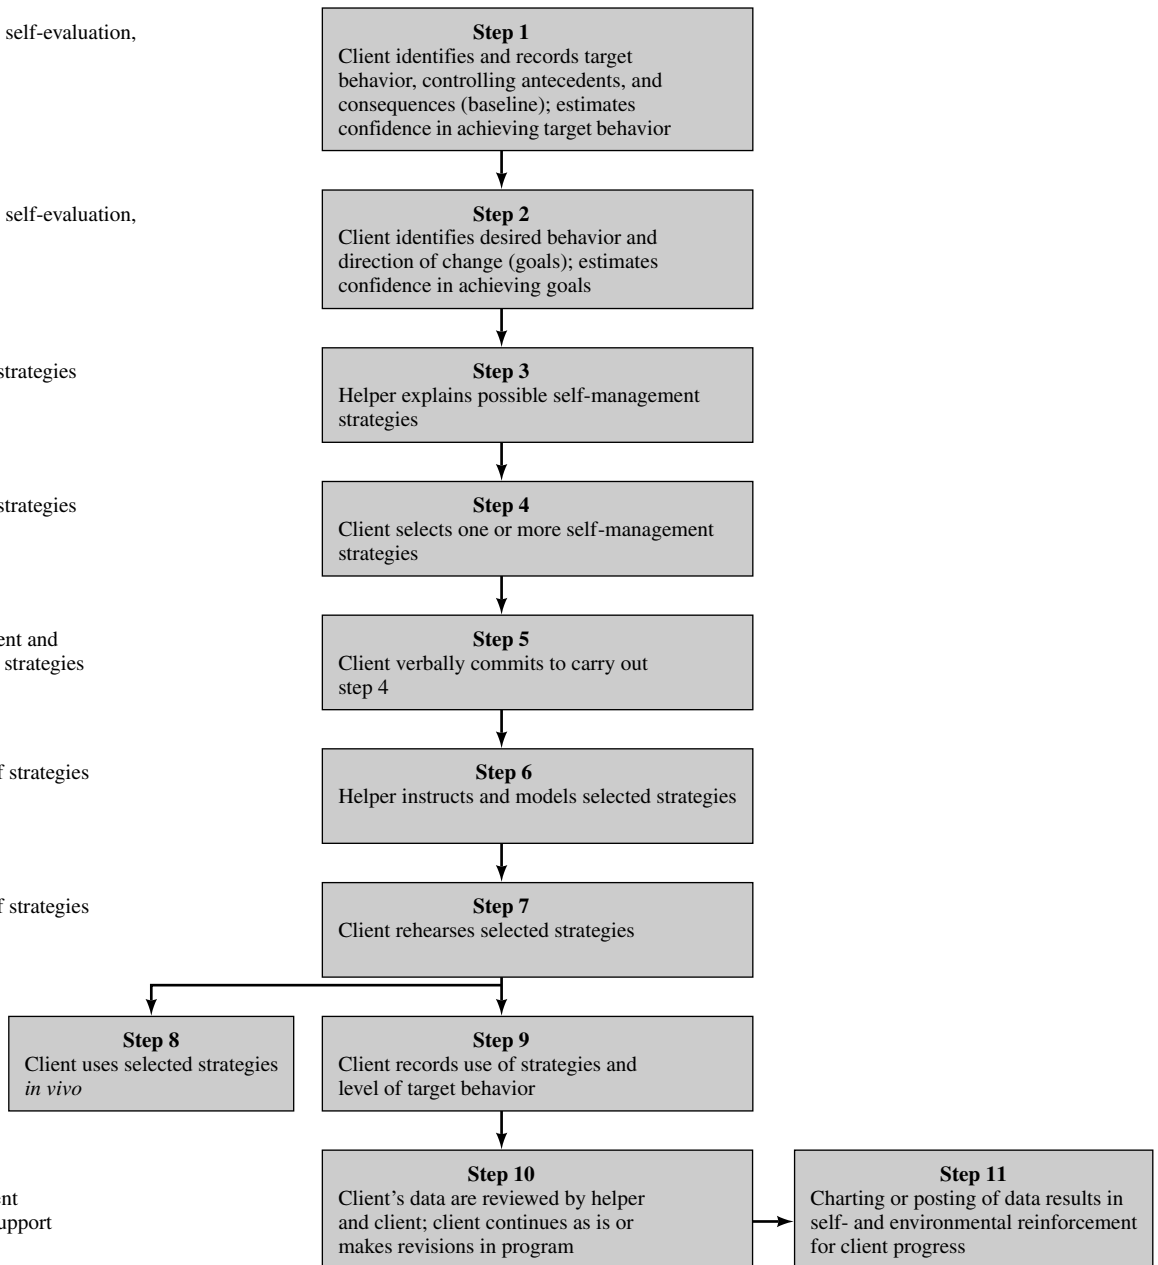 self-evaluation,
Step 1
Client identifies and records target
behavior, controlling antecedents, and
consequences (baseline); estimates
confidence in achieving target behavior
self-evaluation,
Step 2
Client identifies desired behavior and
direction of change (goals); estimates
confidence in achieving goals
strategies
Step 3
Helper explains possible self-management
strategies
strategies
Step 4
Client selects one or more self-management
strategies
and
strategies
Step 5
Client verbally commits to carry out
step 4
strategies
Step 6
Helper instructs and models selected strategies
strategies
Step 7
Client rehearses selected strategies
Step 8
Client uses selected strategies
in vivo
Step 9
Client records use of strategies and
level of target behavior
Step 10
Client’s data are reviewed by helper
and client; client continues as is or
makes revisions in program
Step 11
Charting or posting of data results in
self- and environmental reinforcement
for client progress